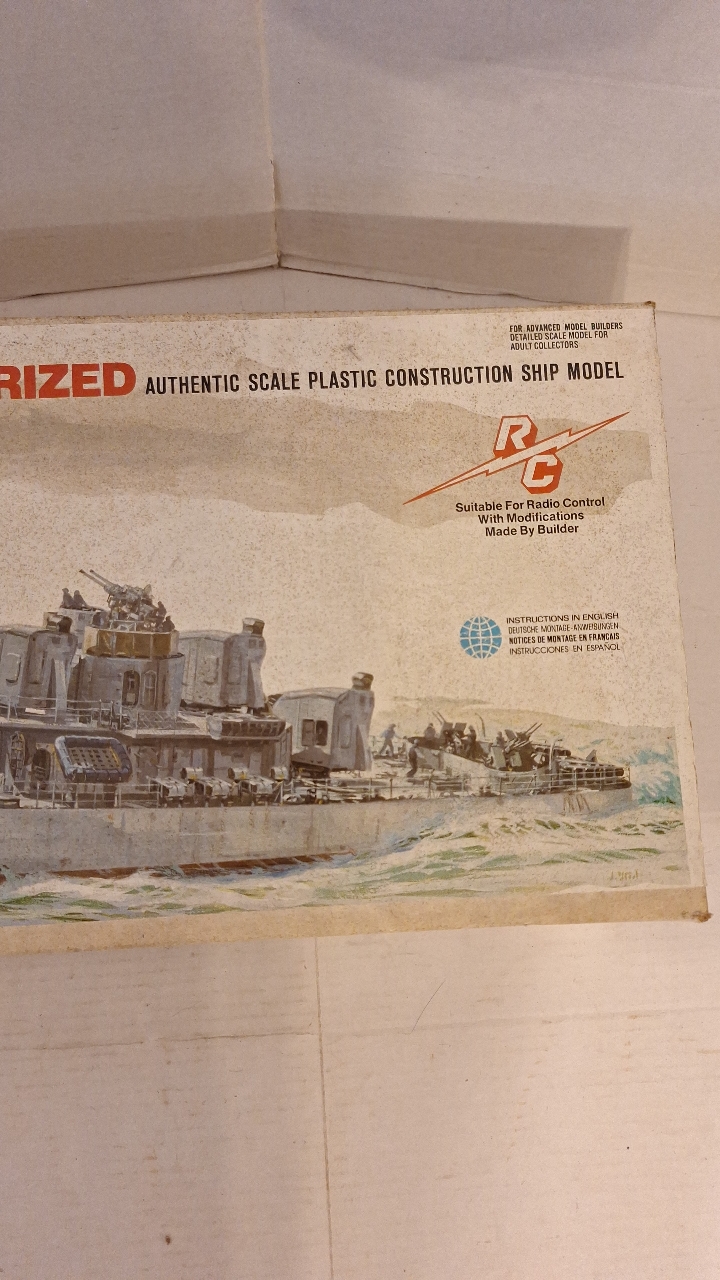 FOR ADVANCED MODEL BUILDERS
DETAILED SCALE MODEL FOR
ADULT COLLECTORS
RIZED AUTHENTIC SCALE PLASTIC CONSTRUCTION SHIP MODEL
R
C
Suitable For Radio Control
With Modifications
Made By Builder
INSTRUCTIONS IN ENGLISH
DEUTSCHE MONTAGE-ANWEISUNGEN
NOTICES DE MONTAGE EN FRANCAIS
INSTRUCCIONES EN ESPAÑOL